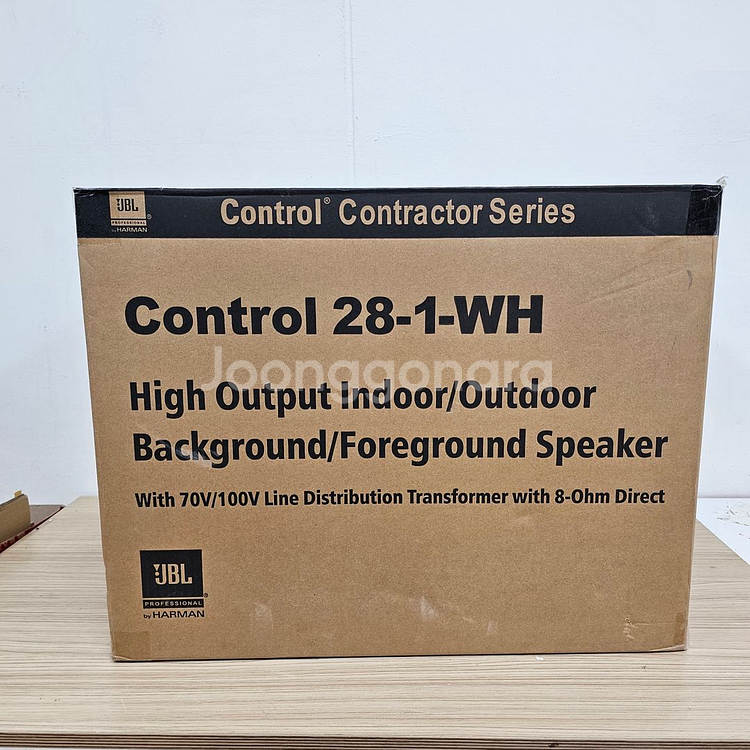 JBL
PROFESSIONAL
by HARMAN
Control® Contractor Series
Control 28-1-WH
Joonggonara
High Output Indoor/Outdoor
Background/Foreground Speaker
With 70V/100V Line Distribution Transformer with 8-Ohm Direct
JBL
PROFESSIONAL
by HARMAN